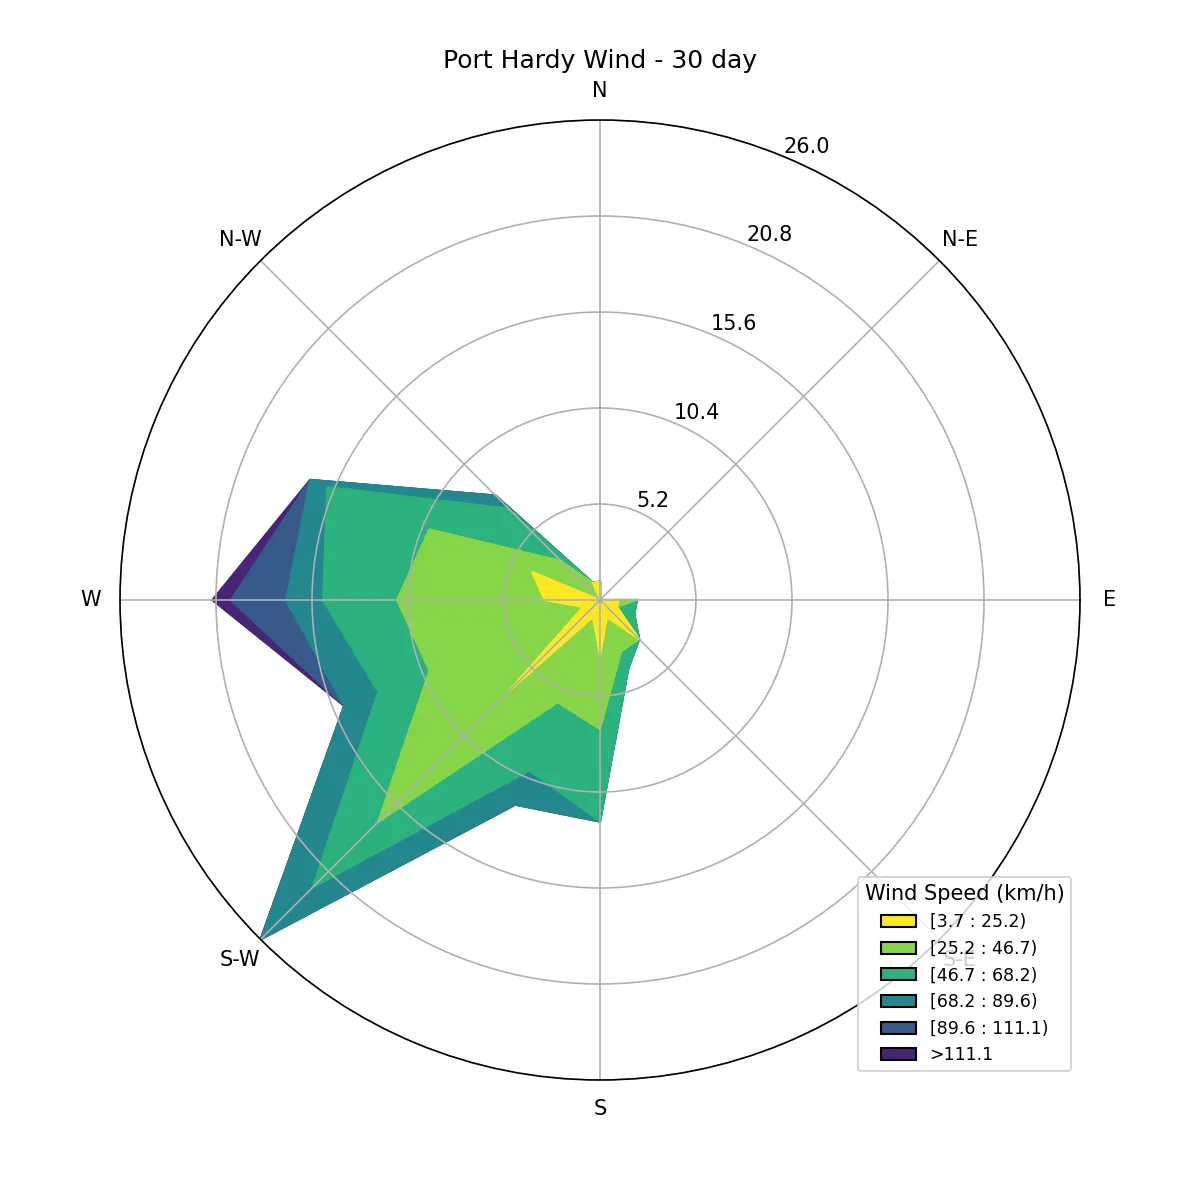 Port Hardy Wind - 30 day
N
26.0
N-W
N-E
20.8
15.6
10.4
5.2
W
E
S-W
S-E
Wind Speed (km/h)
[3.7 : 25.2)
[25.2 : 46.7)
[46.7 : 68.2)
[68.2 : 89.6)
[89.6 : 111.1)
>111.1
S